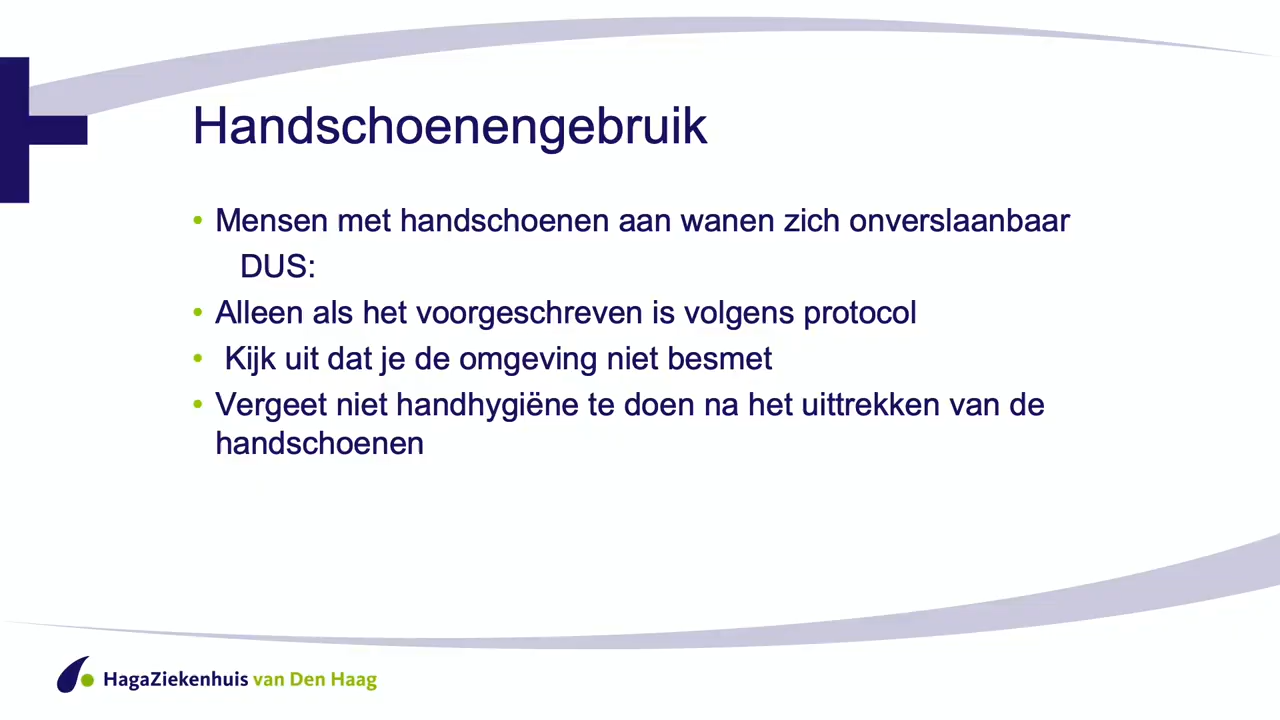 Handschoenengebruik
• Mensen met handschoenen aan wanen zich onverslaanbaar
DUS:
• Alleen als het voorgeschreven is volgens protocol
• Kijk uit dat je de omgeving niet besmet
• Vergeet niet handhygiëne te doen na het uittrekken van de
handschoenen
HagaZiekenhuis van Den Haag